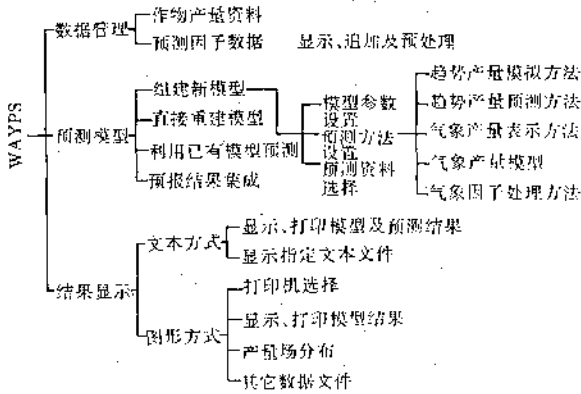 WAYPS
数据管理
作物产量资料
预测因子数据
显示、追加及预处理
预测模型
组建新模型
直接重建模型
利用已有模型预测
预报结果集成
模型参数
设置
预测方法
设置
预测资料
选择
趋势产量模拟方法
趋势产量预测方法
气象产量表示方法
气象产量模型
气象因子处理方法
结果显示
文本方式
显示、打印模型及预测结果
显示指定文本文件
图形方式
打印机选择
显示、打印模型结果
产量场分布
其它数据文件